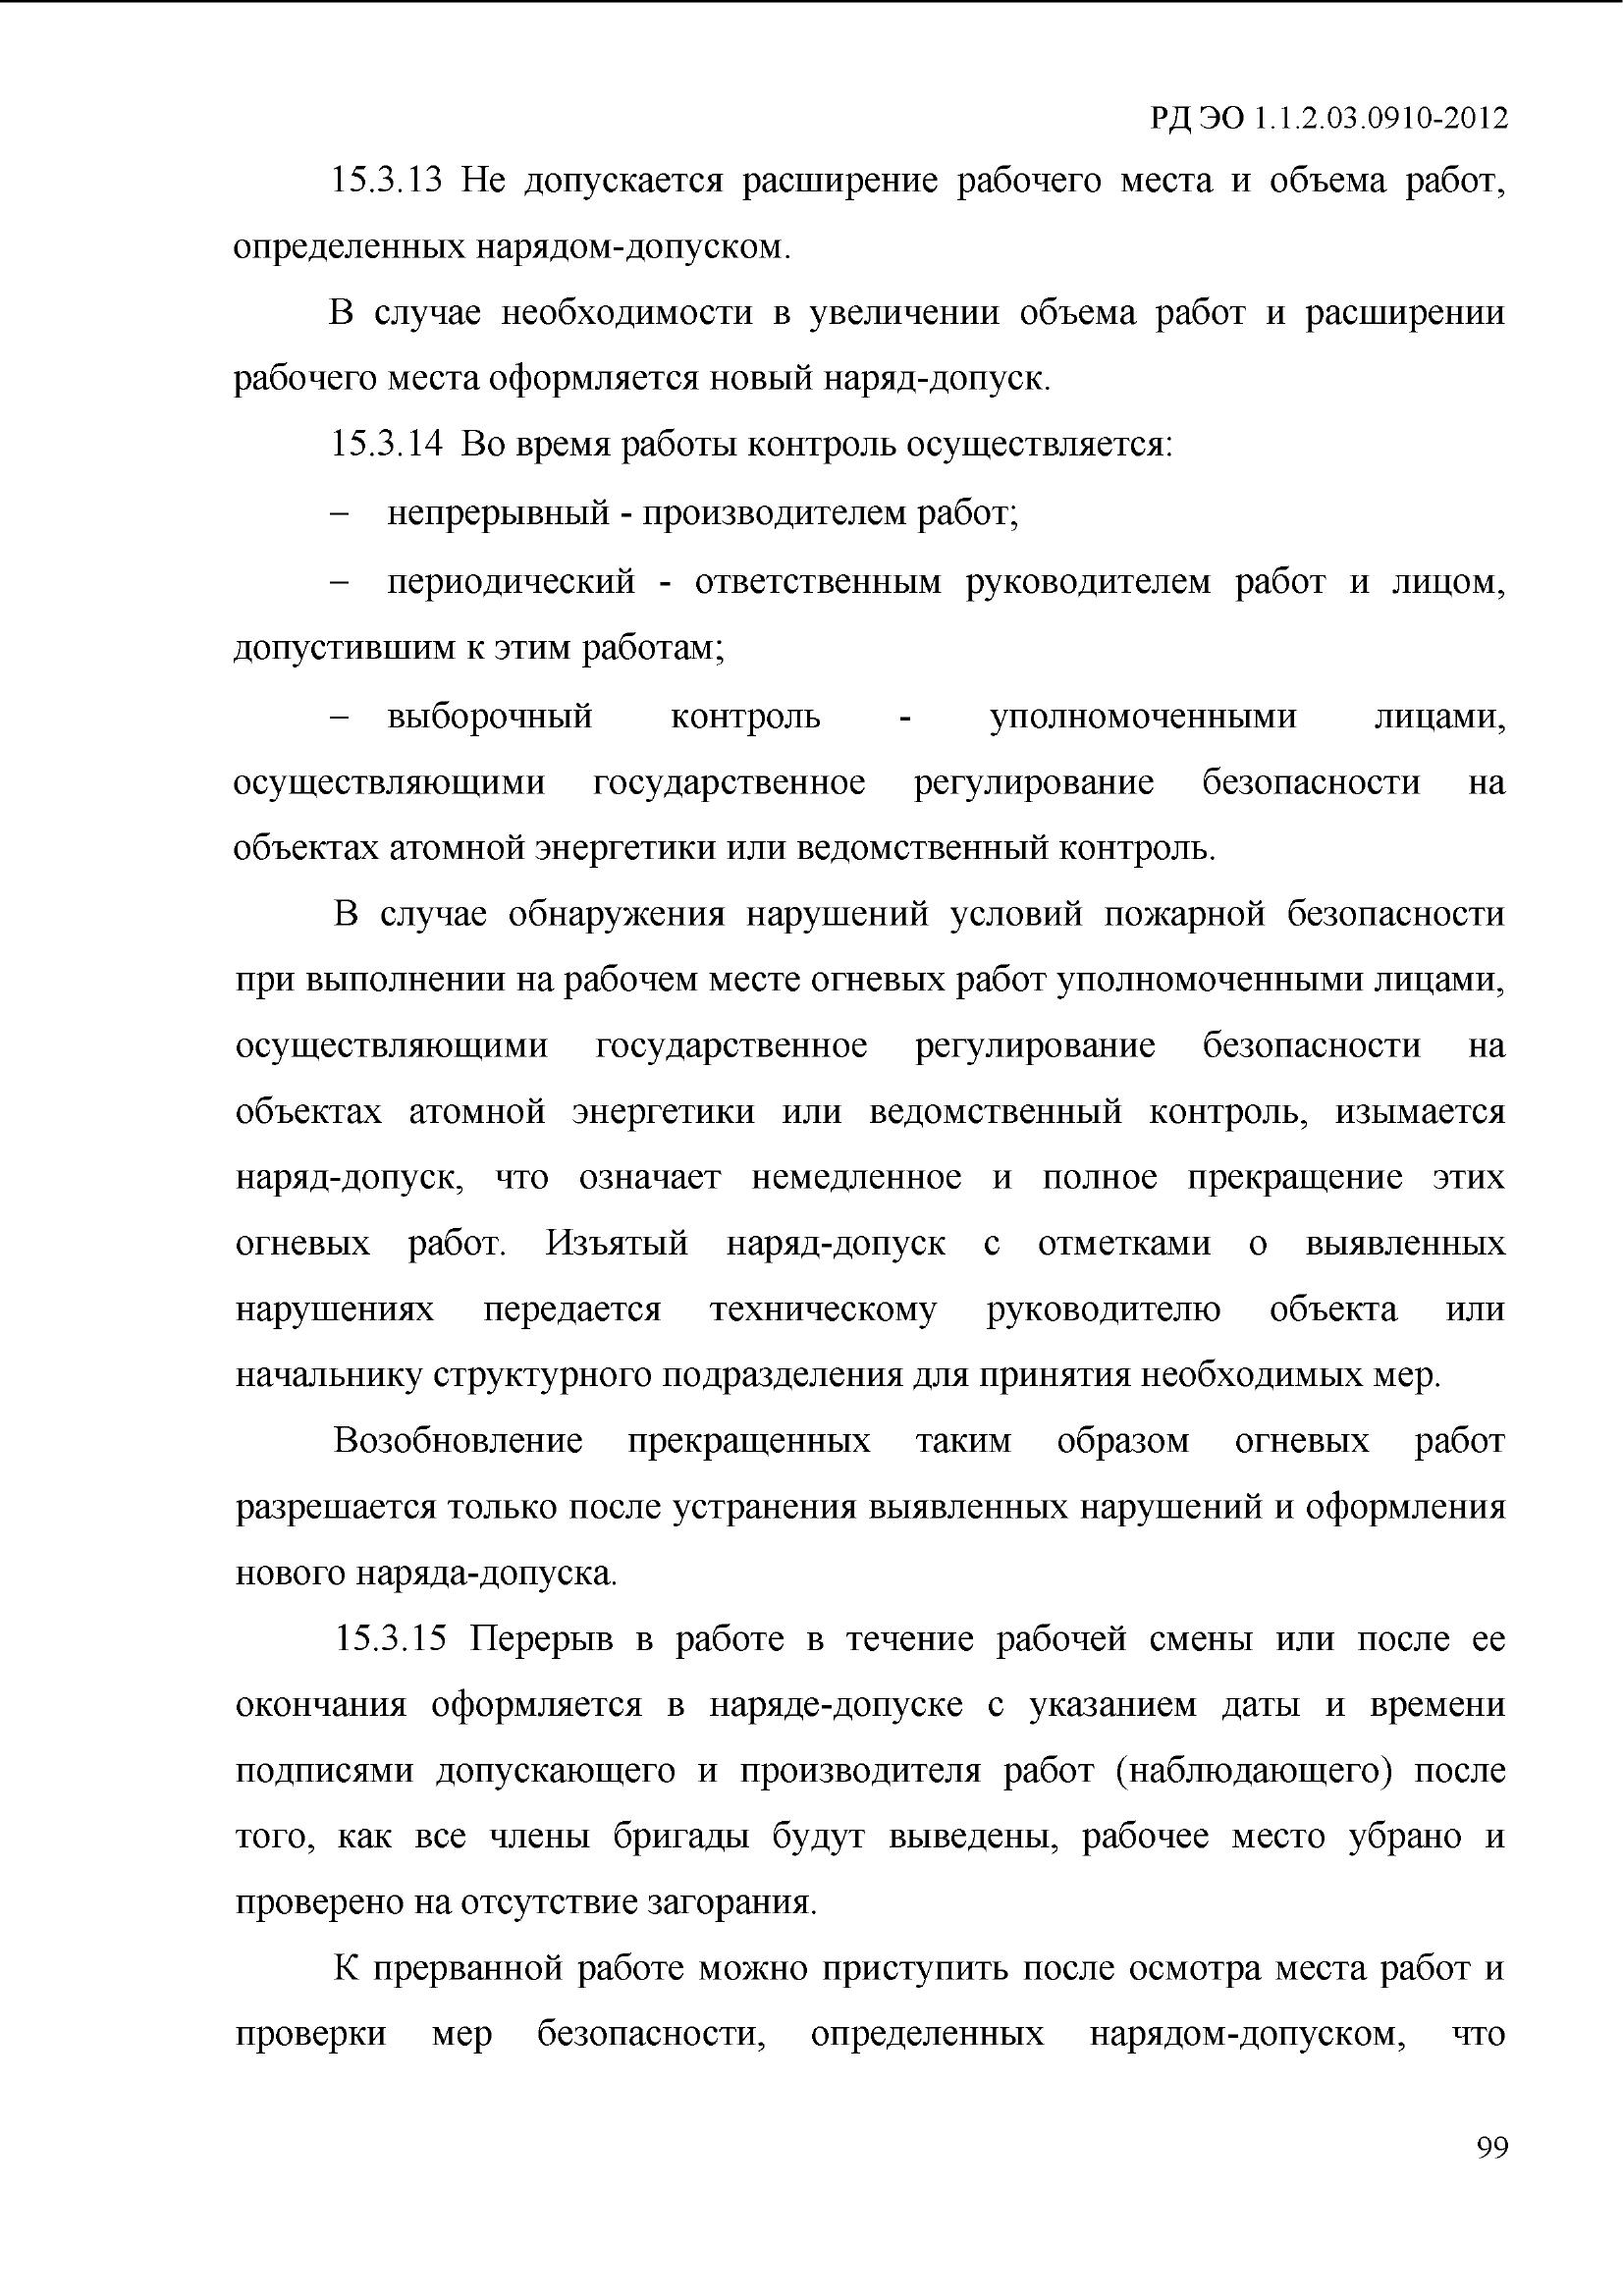 РД ЭО 1.1.2.03.0910-2012
15.3.13 Не допускается расширение рабочего места и объема работ,
определенных нарядом-допуском.
В случае необходимости в увеличении объема работ и расширении
рабочего места оформляется новый наряд-допуск.
15.3.14 Во время работы контроль осуществляется:
– непрерывный - производителем работ;
– периодический - ответственным руководителем работ и лицом,
допустившим к этим работам;
– выборочный контроль - уполномоченными лицами,
осуществляющими государственное регулирование безопасности на
объектах атомной энергетики или ведомственный контроль.
В случае обнаружения нарушений условий пожарной безопасности
при выполнении на рабочем месте огневых работ уполномоченными лицами,
осуществляющими государственное регулирование безопасности на
объектах атомной энергетики или ведомственный контроль, изымается
наряд-допуск, что означает немедленное и полное прекращение этих
огневых работ. Изъятый наряд-допуск с отметками о выявленных
нарушениях передается техническому руководителю объекта или
начальнику структурного подразделения для принятия необходимых мер.
Возобновление прекращенных таким образом огневых работ
разрешается только после устранения выявленных нарушений и оформления
нового наряда-допуска.
15.3.15 Перерыв в работе в течение рабочей смены или после ее
окончания оформляется в наряде-допуске с указанием даты и времени
подписями допускающего и производителя работ (наблюдающего) после
того, как все члены бригады будут выведены, рабочее место убрано и
проверено на отсутствие загорания.
К прерванной работе можно приступить после осмотра места работ и
проверки мер безопасности, определенных нарядом-допуском, что
99